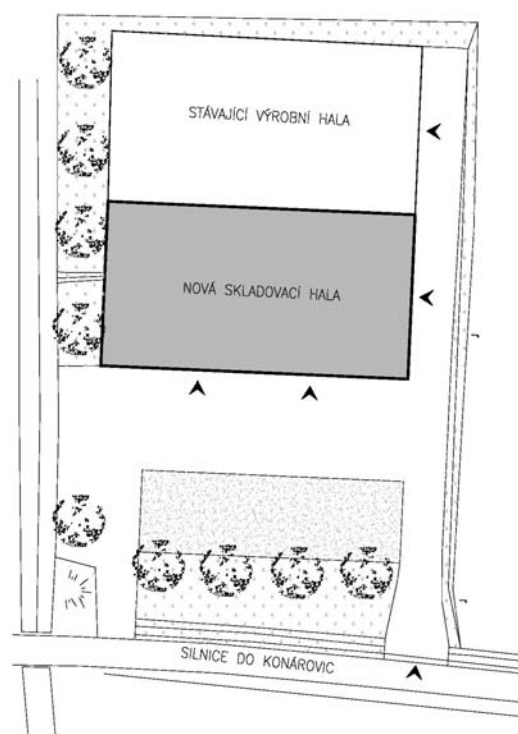 STÁVAJÍCÍ VÝROBNÍ HALA
NOVÁ SKLADOVACÍ HALA
SILNICE DO KONÁROVIC